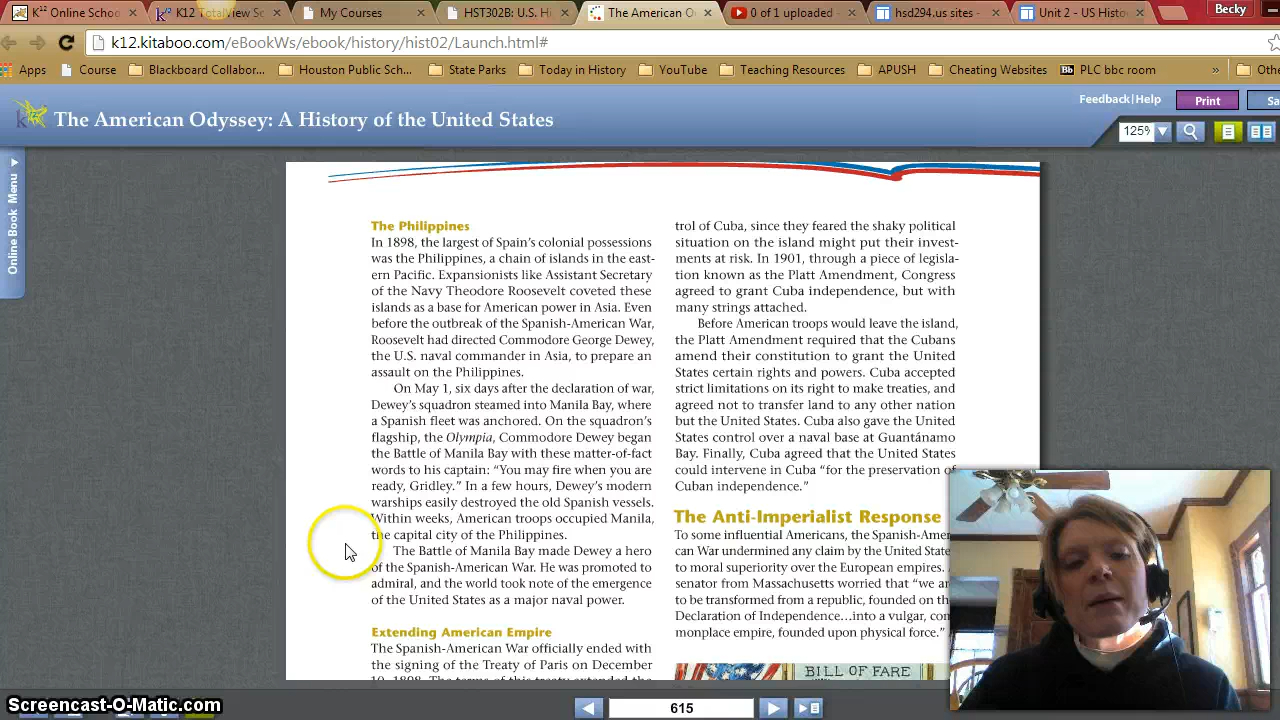 K¹² Online Schoo
K12 TotalView Sc
My Courses
HST302B: U.S. Hi
The American O
0 of 1 uploaded -
hsd294.us sites -
Unit 2 - US Histo
Becky
k12.kitaboo.com/eBookWs/ebook/history/hist02/Launch.html#
Apps
Course
Blackboard Collabor...
Houston Public Sch...
State Parks
Today in History
YouTube
Teaching Resources
APUSH
Cheating Websites
Bb PLC bbc room
»
Othe
Feedback|Help
Print
Sa
The American Odyssey: A History of the United States
125%
Online Book Menu
The Philippines
In 1898, the largest of Spain's colonial possessions
was the Philippines, a chain of islands in the east-
ern Pacific. Expansionists like Assistant Secretary
of the Navy Theodore Roosevelt coveted these
islands as a base for American power in Asia. Even
before the outbreak of the Spanish-American War,
Roosevelt had directed Commodore George Dewey,
the U.S. naval commander in Asia, to prepare an
assault on the Philippines.
On May 1, six days after the declaration of war,
Dewey's squadron steamed into Manila Bay, where
a Spanish fleet was anchored. On the squadron's
flagship, the Olympia, Commodore Dewey began
the Battle of Manila Bay with these matter-of-fact
words to his captain: "You may fire when you are
ready, Gridley." In a few hours, Dewey's modern
warships easily destroyed the old Spanish vessels.
Within weeks, American troops occupied Manila,
the capital city of the Philippines.
The Battle of Manila Bay made Dewey a hero
of the Spanish-American War. He was promoted to
admiral, and the world took note of the emergence
of the United States as a major naval power.
Extending American Empire
The Spanish-American War officially ended with
the signing of the Treaty of Paris on December
10, 1898. The terms of this treaty extended the
trol of Cuba, since they feared the shaky political
situation on the island might put their invest-
ments at risk. In 1901, through a piece of legisla-
tion known as the Platt Amendment, Congress
agreed to grant Cuba independence, but with
many strings attached.
Before American troops would leave the island,
the Platt Amendment required that the Cubans
amend their constitution to grant the United
States certain rights and powers. Cuba accepted
strict limitations on its right to make treaties, and
agreed not to transfer land to any other nation
but the United States. Cuba also gave the United
States control over a naval base at Guantánamo
Bay. Finally, Cuba agreed that the United States
could intervene in Cuba "for the preservation of
Cuban independence."
The Anti-Imperialist Response
To some influential Americans, the Spanish-Amer
can War undermined any claim by the United State
to moral superiority over the European empires.
senator from Massachusetts worried that "we ar
to be transformed from a republic, founded on th
Declaration of Independence...into a vulgar, com
monplace empire, founded upon physical force."
BILL OF FARE
615
Screencast-O-Matic.com